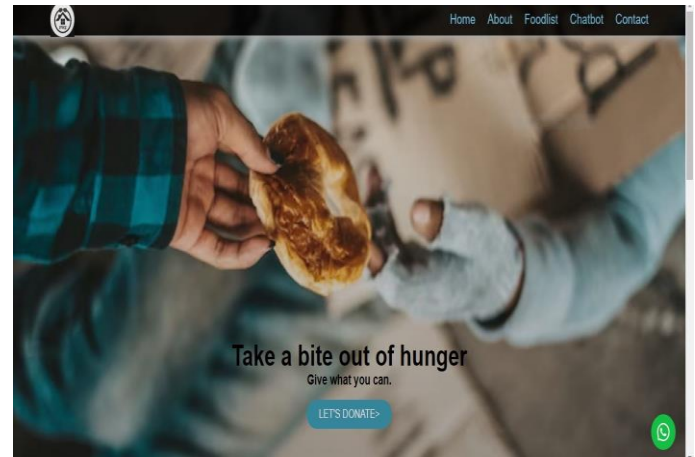 Home About Foodlist Chatbot Contact
Take a bite out of hunger
Give what you can.
LET'S DONATE>